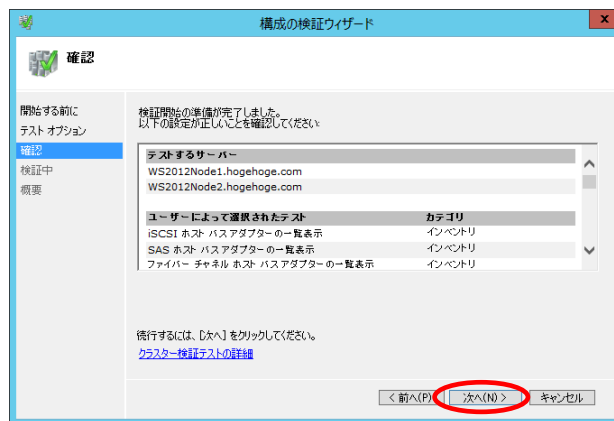 構成の検証ウィザード
x
確認
開始する前に
テスト オプション
確認
検証中
概要
検証開始の準備が完了しました。
以下の設定が正しいことを確認してください:
テストするサーバー
WS2012Node1.hogehoge.com
WS2012Node2.hogehoge.com
ユーザーによって選択されたテスト カテゴリ
iSCSI ホスト バス アダプターの一覧表示 インベントリ
SAS ホスト バス アダプターの一覧表示 インベントリ
ファイバー チャネル ホスト バス アダプターの一覧表示 インベントリ
続行するには、[次へ] をクリックしてください。
クラスター検証テストの詳細
< 前へ(P) 次へ(N) > キャンセル